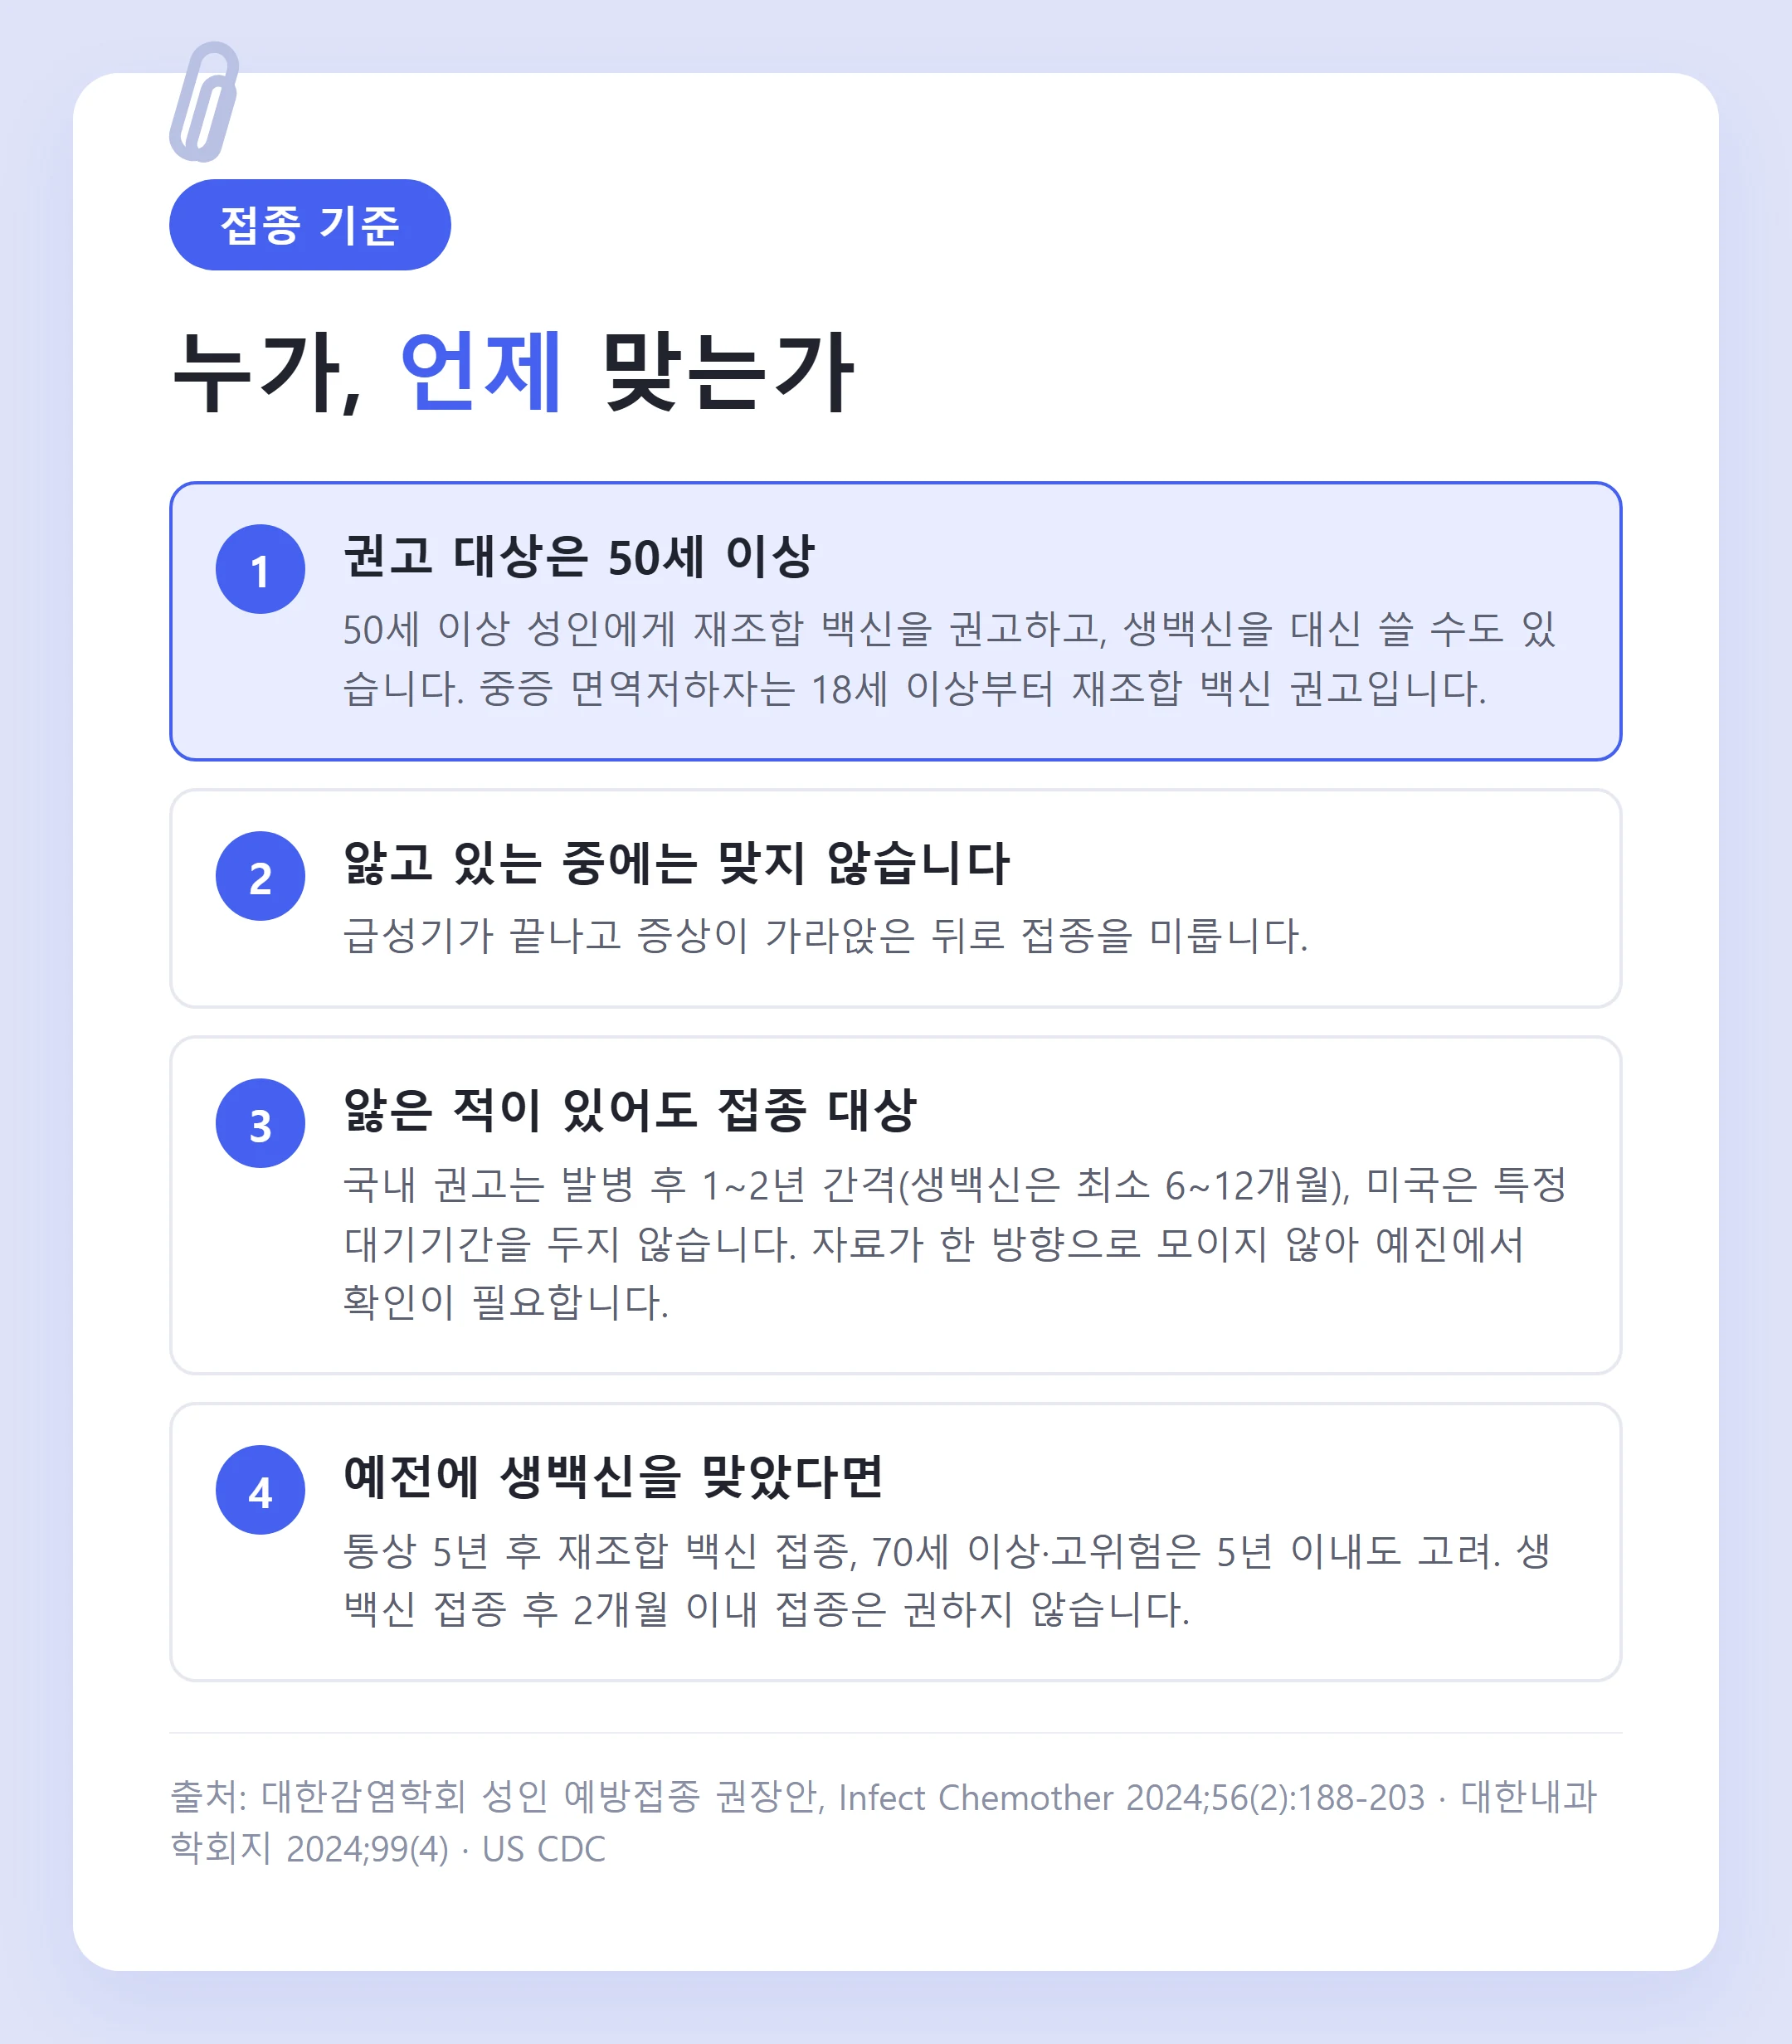 접종 기준
누가, 언제 맞는가
1
권고 대상은 50세 이상
50세 이상 성인에게 재조합 백신을 권고하고, 생백신을 대신 쓸 수도 있
습니다. 중증 면역저하자는 18세 이상부터 재조합 백신 권고입니다.
2
앓고 있는 중에는 맞지 않습니다
급성기가 끝나고 증상이 가라앉은 뒤로 접종을 미룹니다.
3
앓은 적이 있어도 접종 대상
국내 권고는 발병 후 1~2년 간격(생백신은 최소 6~12개월), 미국은 특정
대기기간을 두지 않습니다. 자료가 한 방향으로 모이지 않아 예진에서
확인이 필요합니다.
4
예전에 생백신을 맞았다면
통상 5년 후 재조합 백신 접종, 70세 이상·고위험은 5년 이내도 고려. 생
백신 접종 후 2개월 이내 접종은 권하지 않습니다.
출처: 대한감염학회 성인 예방접종 권장안, Infect Chemother 2024;56(2):188-203 · 대한내과
학회지 2024;99(4) · US CDC